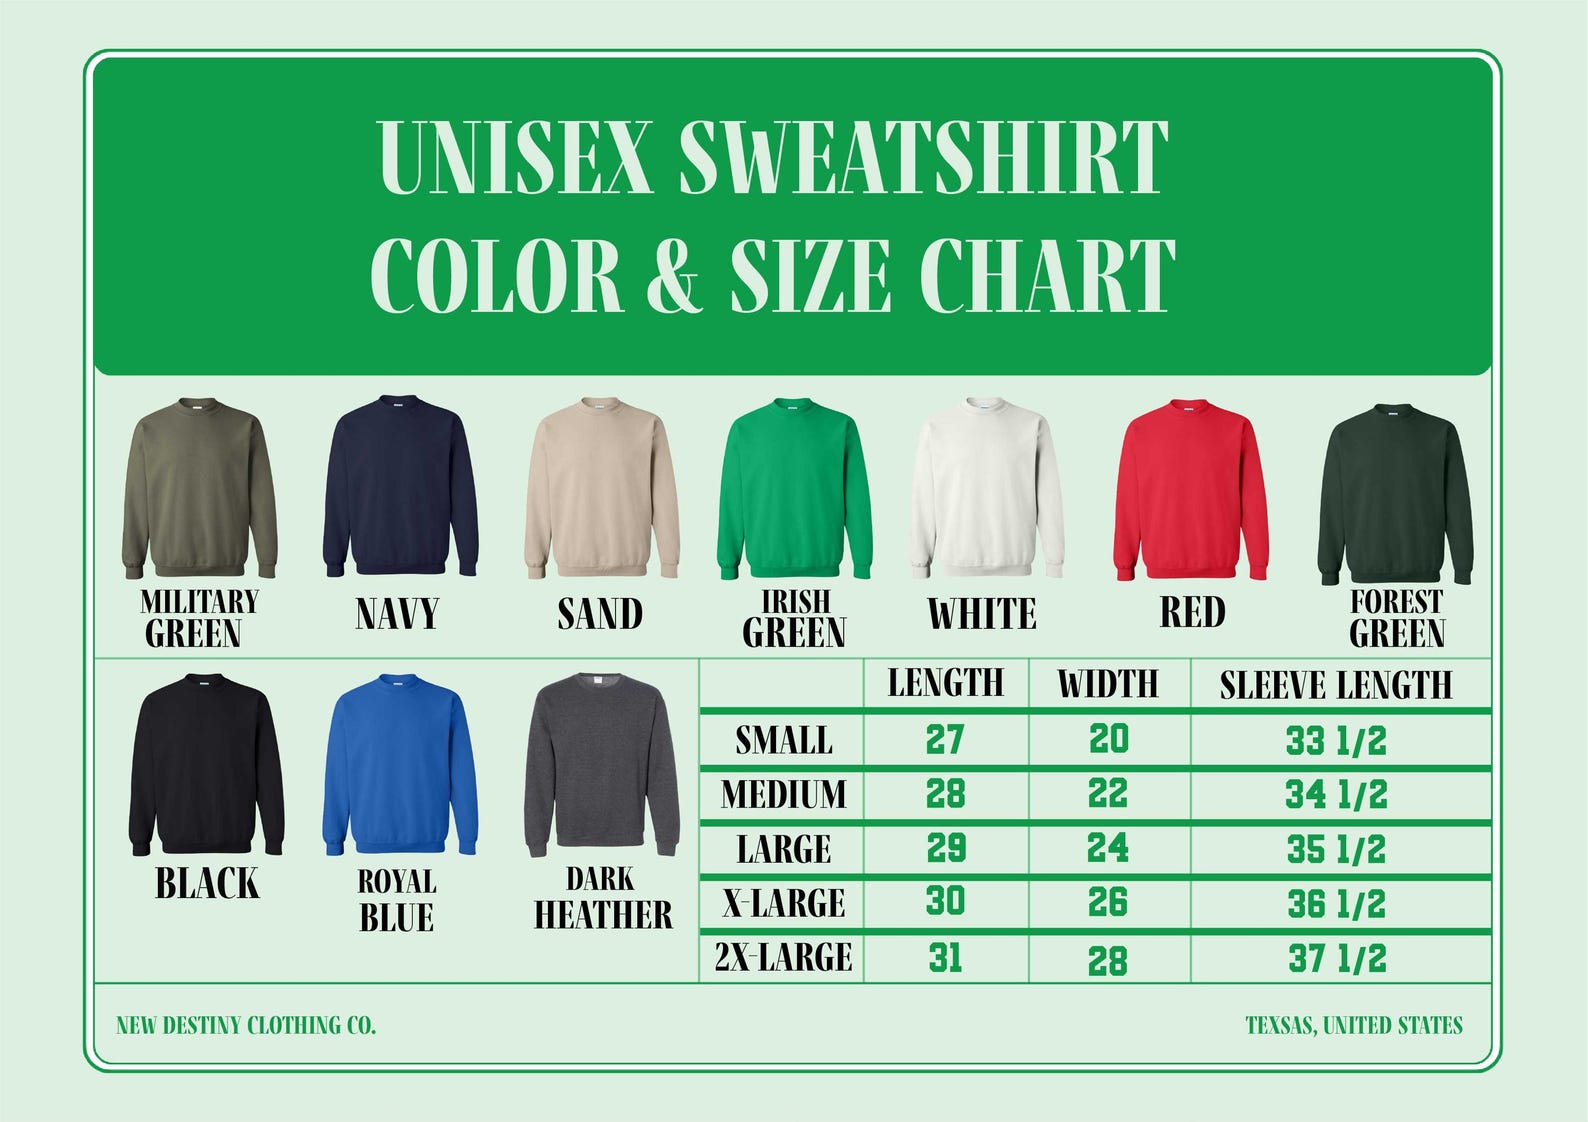 UNISEX SWEATSHIRT
COLOR & SIZE CHART
MILITARY
GREEN
NAVY
SAND
IRISH
GREEN
WHITE
RED
FOREST
GREEN
BLACK
ROYAL
BLUE
DARK
HEATHER
LENGTH WIDTH SLEEVE LENGTH
SMALL 27 20 33 1/2
MEDIUM 28 22 34 1/2
LARGE 29 24 35 1/2
X-LARGE 30 26 36 1/2
2X-LARGE 31 28 37 1/2
NEW DESTINY CLOTHING CO.
TEXSAS, UNITED STATES